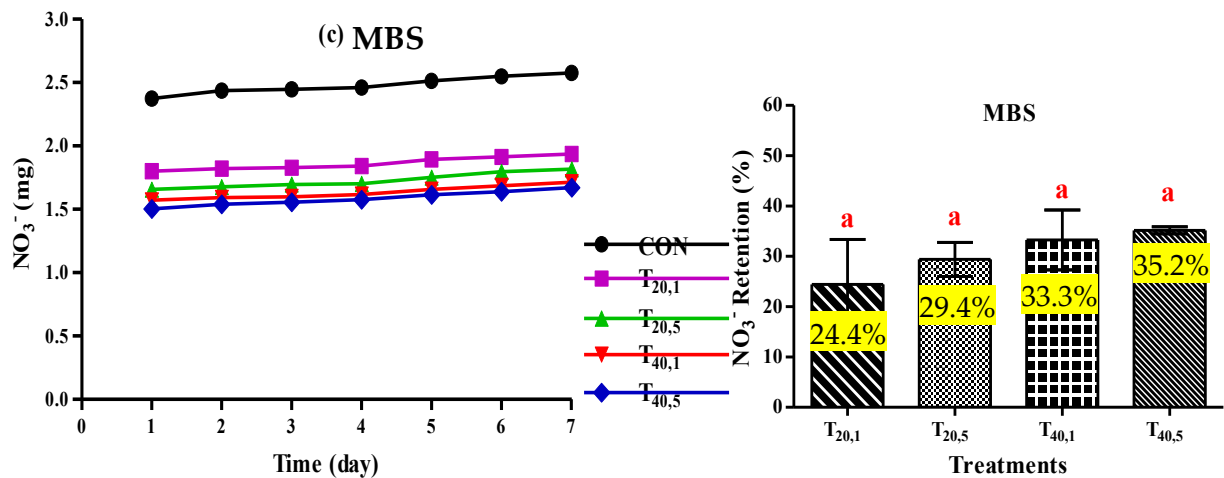 (c) MBS
NO₃⁻ (mg)
3.0
2.5
2.0
1.5
1.0
0.5
0.0
0 1 2 3 4 5 6 7
Time (day)
CON
T₂₀,₁
T₂₀,₅
T₄₀,₁
T₄₀,₅
MBS
NO₃⁻ Retention (%)
60
50
40
30
20
10
0
a a a a
24.4% 29.4% 33.3% 35.2%
T₂₀,₁ T₂₀,₅ T₄₀,₁ T₄₀,₅
Treatments